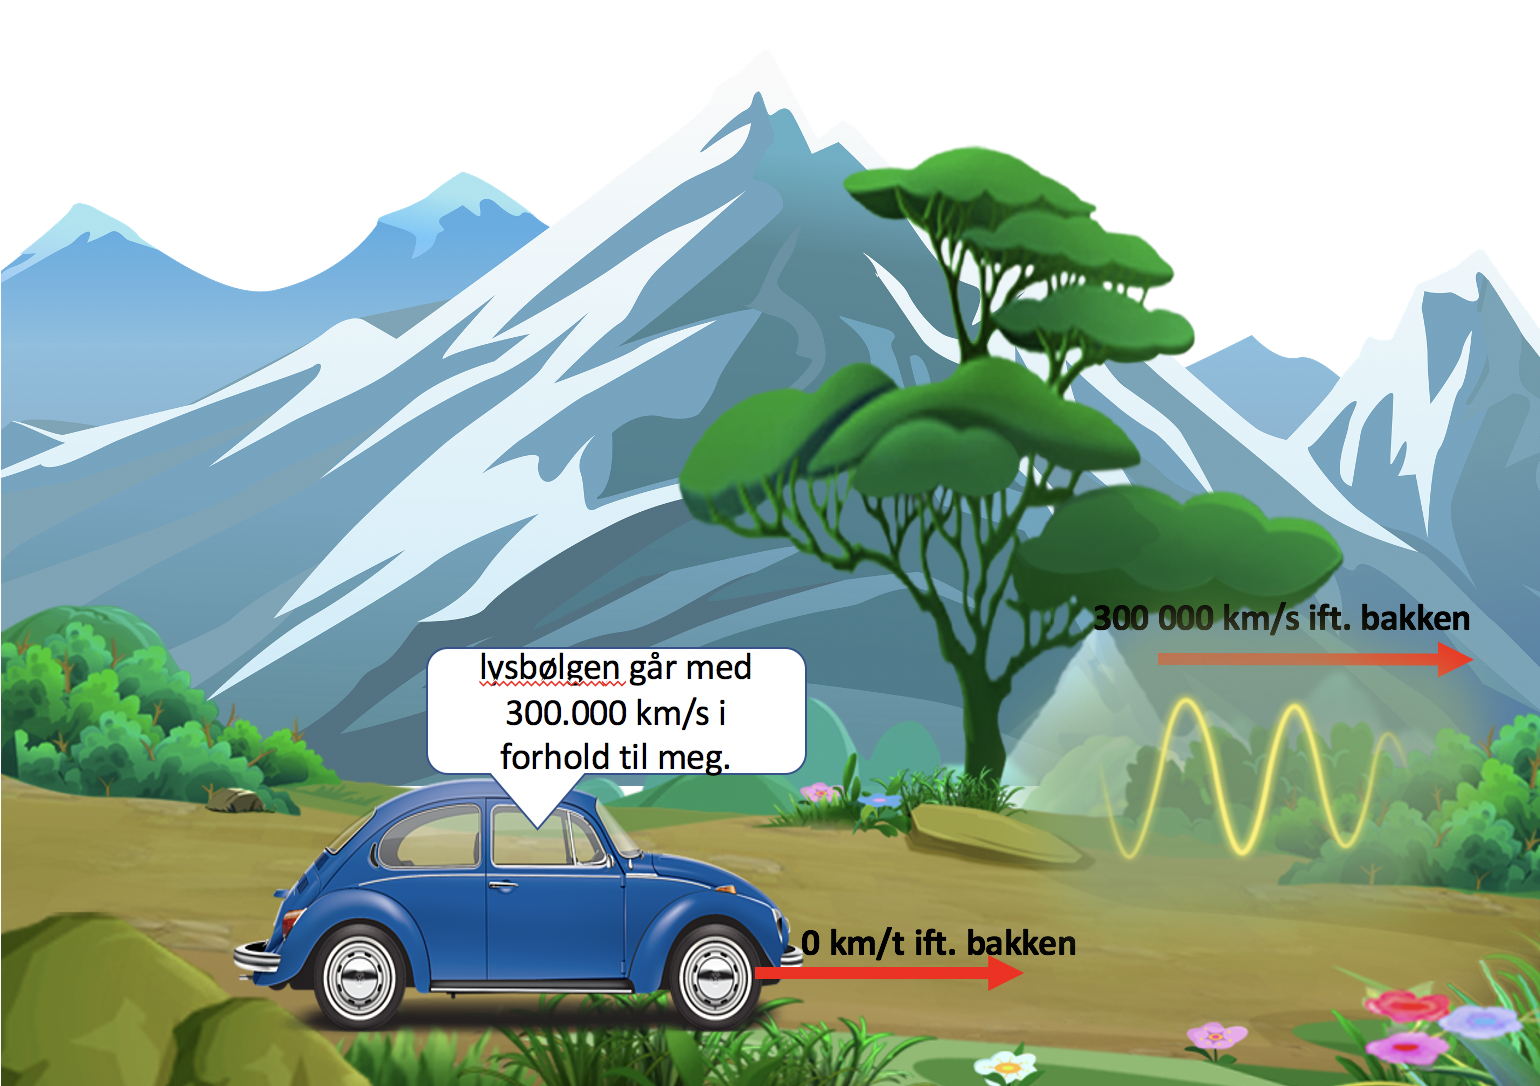 300 000 km/s ift. bakken
lysbølgen går med
300.000 km/s i
forhold til meg.
0 km/t ift. bakken